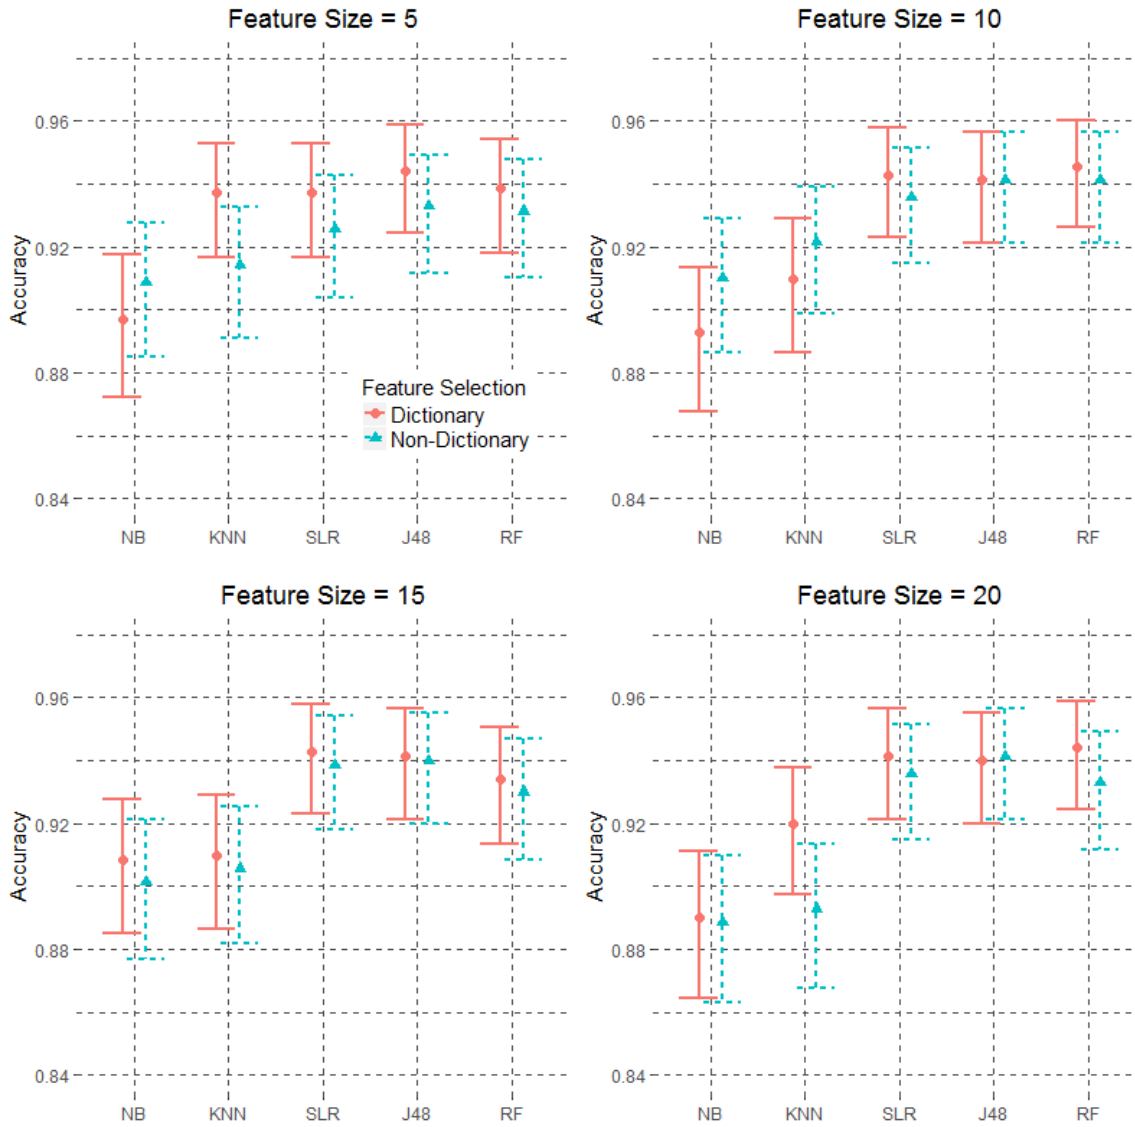 Feature Size = 5
Accuracy
0.96
0.92
0.88
0.84
Feature Selection
Dictionary
Non-Dictionary
NB KNN SLR J48 RF
Feature Size = 10
Accuracy
0.96
0.92
0.88
0.84
NB KNN SLR J48 RF
Feature Size = 15
Accuracy
0.96
0.92
0.88
0.84
NB KNN SLR J48 RF
Feature Size = 20
Accuracy
0.96
0.92
0.88
0.84
NB KNN SLR J48 RF